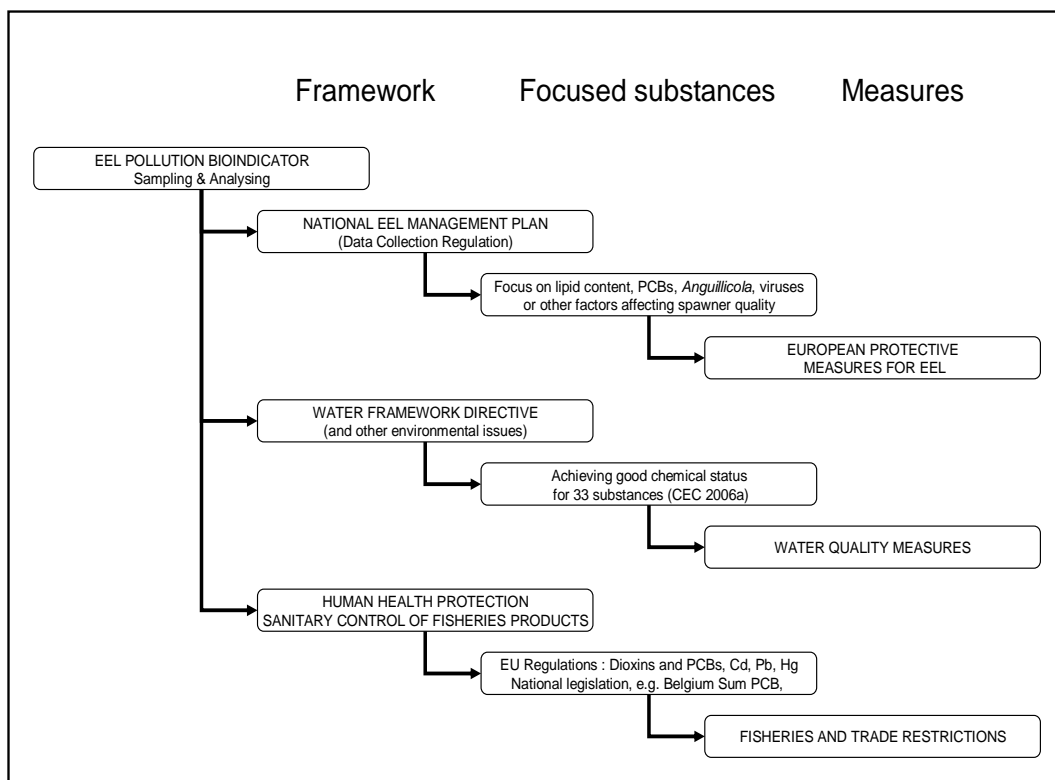 Framework Focused substances Measures
EEL POLLUTION BIOINDICATOR
Sampling & Analysing
NATIONAL EEL MANAGEMENT PLAN
(Data Collection Regulation)
Focus on lipid content, PCBs, Anguillicola, viruses
or other factors affecting spawner quality
EUROPEAN PROTECTIVE
MEASURES FOR EEL
WATER FRAMEWORK DIRECTIVE
(and other environmental issues)
Achieving good chemical status
for 33 substances (CEC 2006a)
WATER QUALITY MEASURES
HUMAN HEALTH PROTECTION
SANITARY CONTROL OF FISHERIES PRODUCTS
EU Regulations : Dioxins and PCBs, Cd, Pb, Hg
National legislation, e.g. Belgium Sum PCB,
FISHERIES AND TRADE RESTRICTIONS